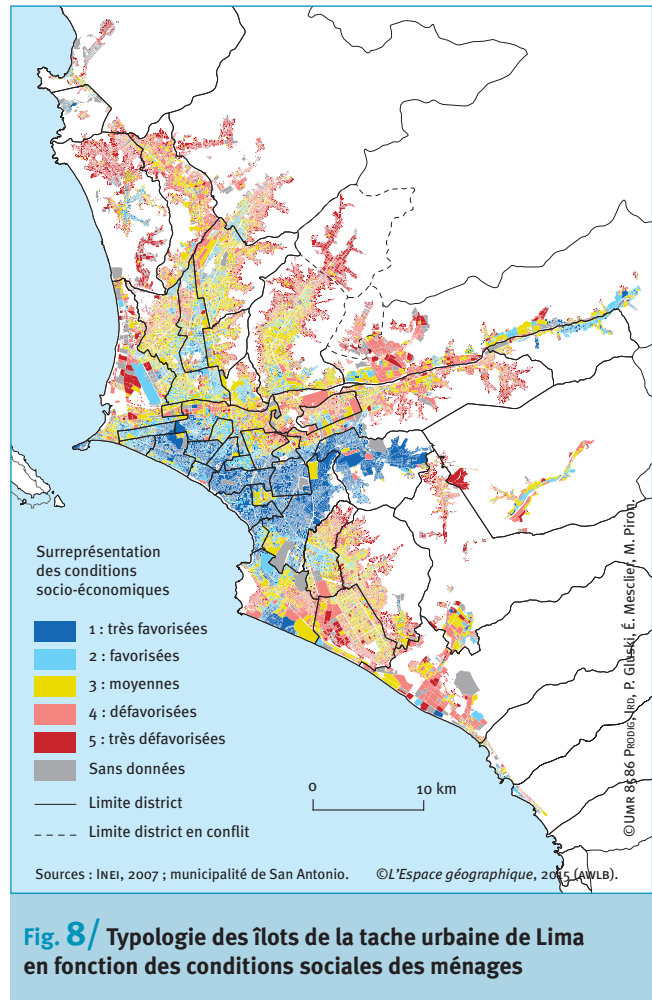 Surreprésentation
des conditions
socio-économiques
1 : très favorisées
2 : favorisées
3 : moyennes
4 : défavorisées
5 : très défavorisées
Sans données
Limite district
Limite district en conflit
0 10 km
©UMR 8586 PRODIG, IRD, P. Gluski, É. Mesclier, M. Piron.
Sources : INEI, 2007 ; municipalité de San Antonio. ©L'Espace géographique, 2015 (AWLB).
Fig. 8/ Typologie des îlots de la tache urbaine de Lima
en fonction des conditions sociales des ménages